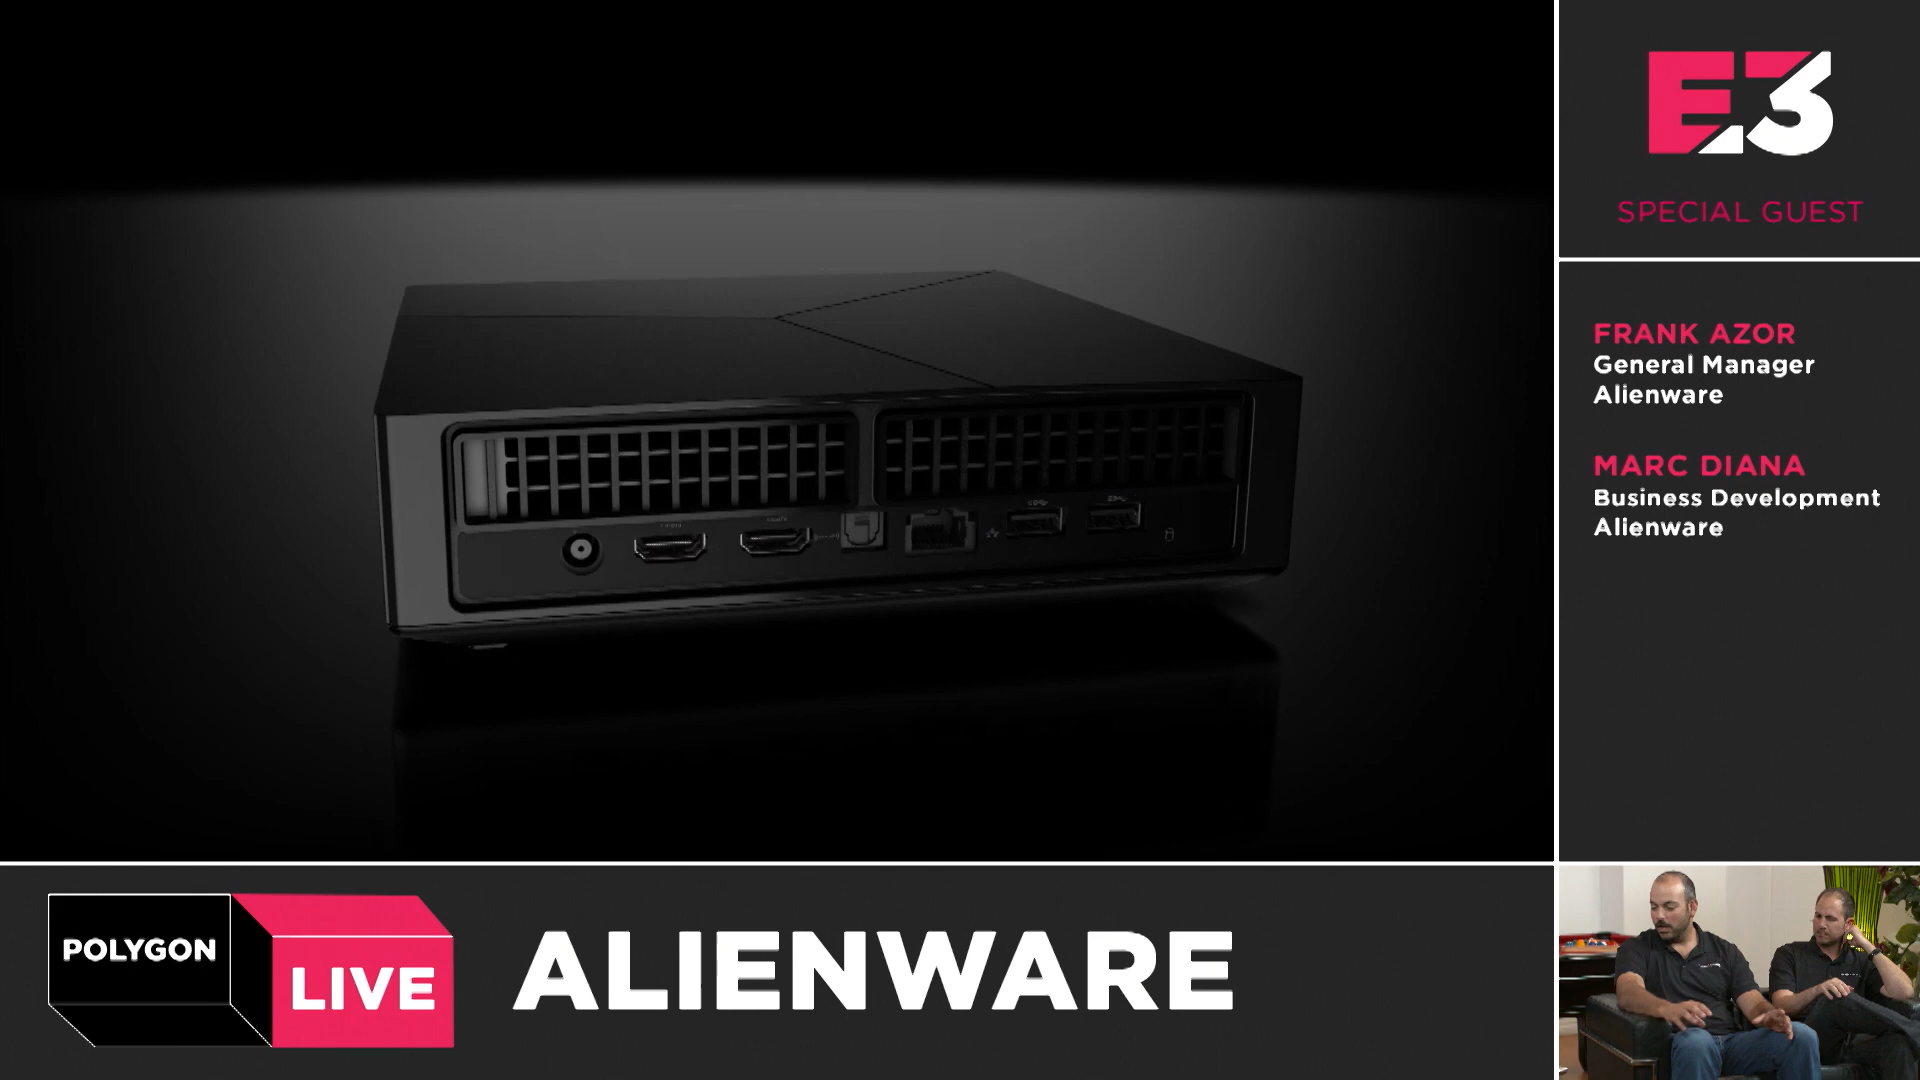 E3
SPECIAL GUEST
FRANK AZOR
General Manager
Alienware
MARC DIANA
Business Development
Alienware
POLYGON
LIVE
ALIENWARE